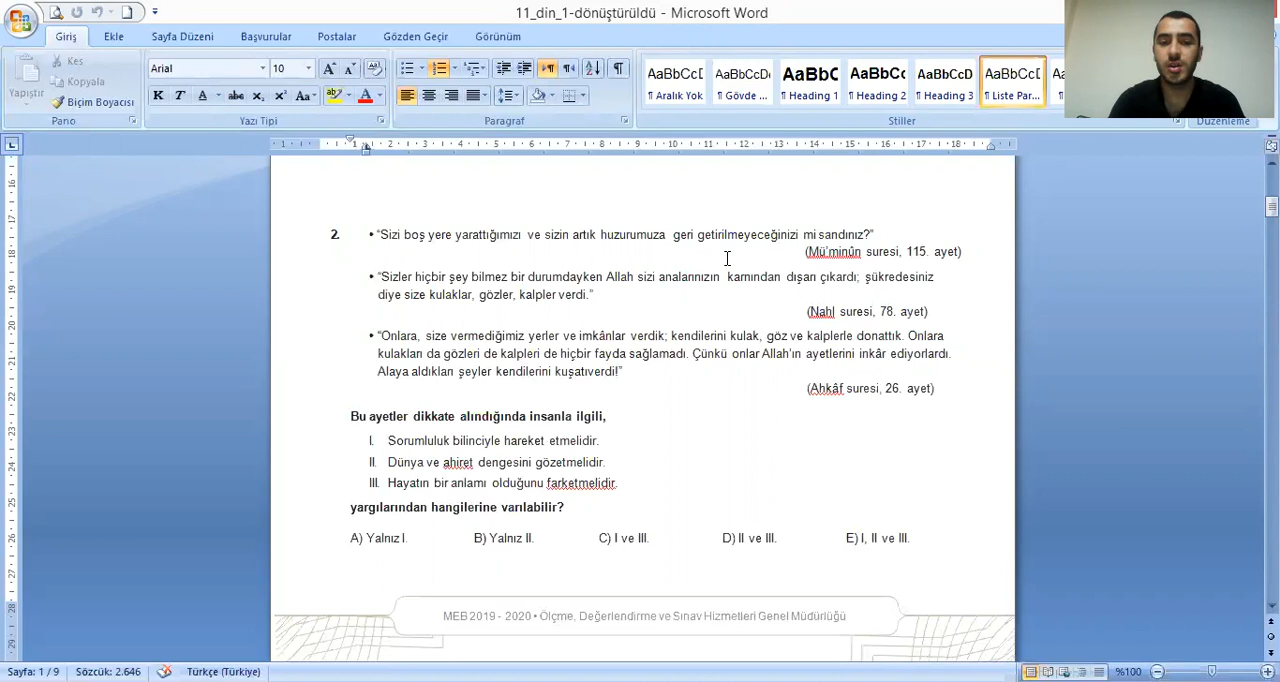 11_din_1-dönüştürüldü - Microsoft Word
Giriş Ekle Sayfa Düzeni Başvurular Postalar Gözden Geçir Görünüm
Yapıştır
Kes
Kopyala
Biçim Boyacısı
Pano
Arial 10
Yazı Tipi
Paragraf
AaBbCcD AaBbCcDc AaBbC AaBbCc AaBbCcD AaBbCcD
¶ Aralık Yok ¶ Gövde ... ¶ Heading 1 ¶ Heading 2 ¶ Heading 3 ¶ Liste Par...
Stiller
Düzenleme
2. • “Sizi boş yere yarattığımızı ve sizin artık huzurumuza geri getirilmeyeceğinizi mi sandınız?”
(Mü’minûn suresi, 115. ayet)
• “Sizler hiçbir şey bilmez bir durumdayken Allah sizi analarınızın karnından dışarı çıkardı; şükredesiniz
diye size kulaklar, gözler, kalpler verdi.”
(Nahl suresi, 78. ayet)
• “Onlara, size vermediğimiz yerler ve imkânlar verdik; kendilerini kulak, göz ve kalplerle donattık. Onlara
kulakları da gözleri de kalpleri de hiçbir fayda sağlamadı. Çünkü onlar Allah’ın ayetlerini inkâr ediyorlardı.
Alaya aldıkları şeyler kendilerini kuşatıverdi!”
(Ahkâf suresi, 26. ayet)
Bu ayetler dikkate alındığında insanla ilgili,
I. Sorumluluk bilinciyle hareket etmelidir.
II. Dünya ve ahiret dengesini gözetmelidir.
III. Hayatın bir anlamı olduğunu farketmelidir.
yargılarından hangilerine varılabilir?
A) Yalnız I. B) Yalnız II. C) I ve III. D) II ve III. E) I, II ve III.
MEB 2019 - 2020 • Ölçme, Değerlendirme ve Sınav Hizmetleri Genel Müdürlüğü
Sayfa: 1 / 9 Sözcük: 2.646 Türkçe (Türkiye) %100